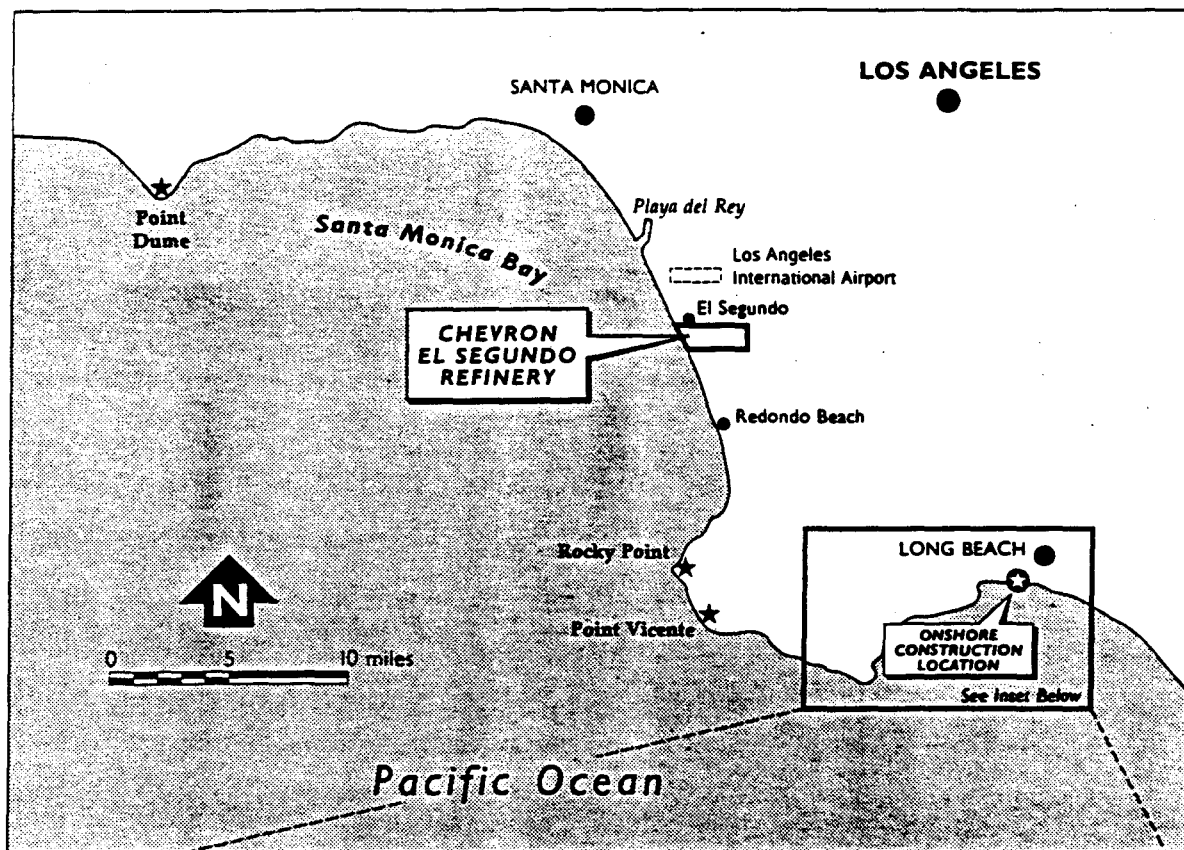 SANTA MONICA
LOS ANGELES
Point
Dume
Santa Monica Bay
Playa del Rey
Los Angeles
International Airport
El Segundo
CHEVRON
EL SEGUNDO
REFINERY
Redondo Beach
Rocky Point
Point Vicente
LONG BEACH
ONSHORE
CONSTRUCTION
LOCATION
See Inset Below
N
0 5 10 miles
Pacific Ocean